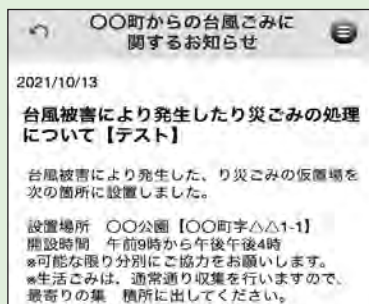 〇〇町からの台風ごみに
関するお知らせ
2021/10/13
台風被害により発生したり災ごみの処理
について【テスト】
台風被害により発生した、り災ごみの仮置場を
次の箇所に設置しました。
設置場所　〇〇公園【〇〇町字△△1-1】
開設時間　午前9時から午後午後4時
※可能な限り分別にご協力をお願いします。
※生活ごみは、通常通り収集を行いますので、
最寄りの集　積所に出してください。